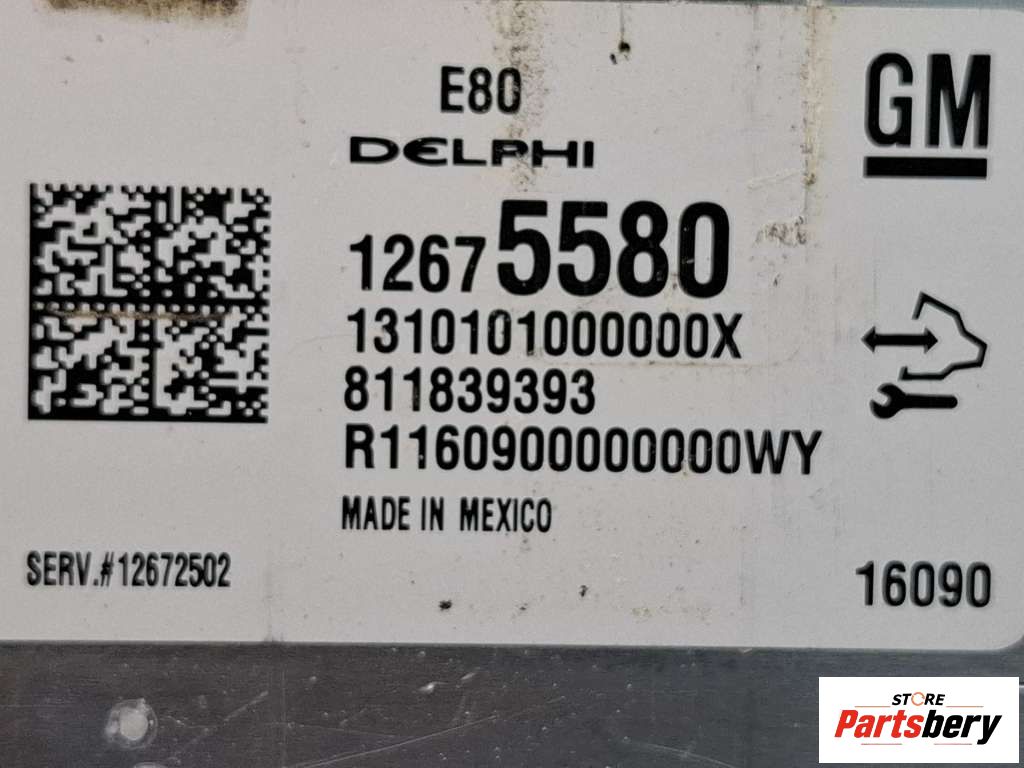 E80
DELPHI
GM
12675580
1310101000000X
811839393
R1160900000000WY
MADE IN MEXICO
SERV.#12672502
16090
STORE
Partsbery